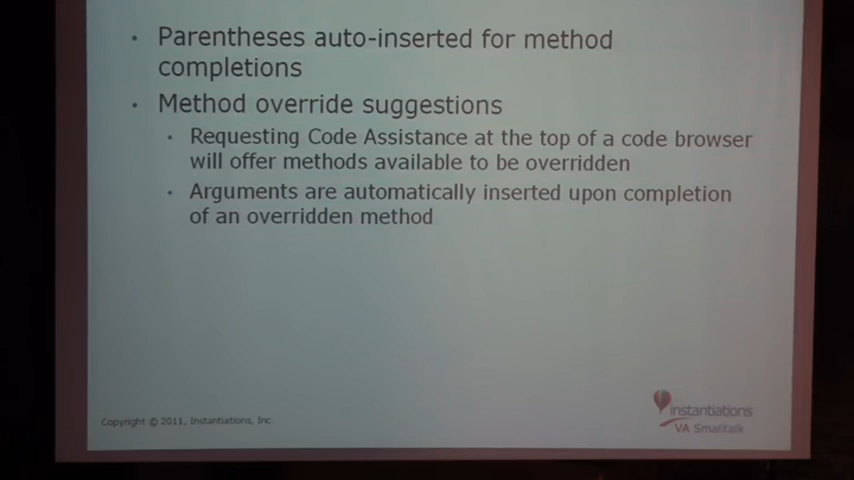 • Parentheses auto-inserted for method
completions
• Method override suggestions
• Requesting Code Assistance at the top of a code browser
will offer methods available to be overridden
• Arguments are automatically inserted upon completion
of an overridden method
Copyright © 2011, Instantiations, Inc.
instantiations
VA Smalltalk